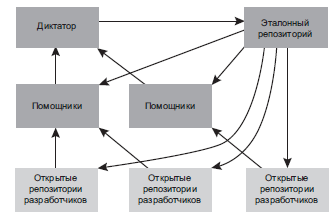 Диктатор
Эталонный
репозиторий
Помощники
Помощники
Открытые
репозитории
разработчиков
Открытые
репозитории
разработчиков
Открытые
репозитории
разработчиков